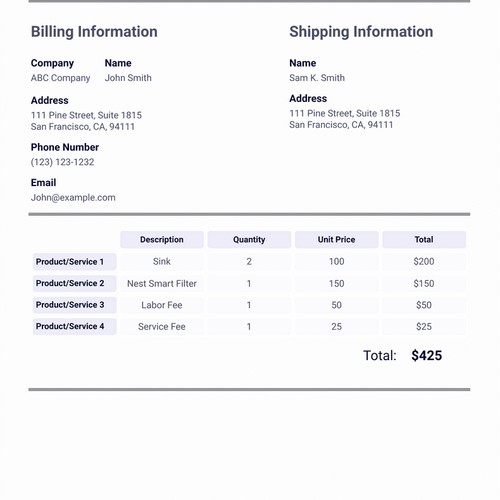 Billing Information
Company Name
ABC Company John Smith
Address
111 Pine Street, Suite 1815
San Francisco, CA, 94111
Phone Number
(123) 123-1232
Email
John@example.com
Shipping Information
Name
Sam K. Smith
Address
111 Pine Street, Suite 1815
San Francisco, CA, 94111
Description Quantity Unit Price Total
Product/Service 1 Sink 2 100 $200
Product/Service 2 Nest Smart Filter 1 150 $150
Product/Service 3 Labor Fee 1 50 $50
Product/Service 4 Service Fee 1 25 $25
Total: $425